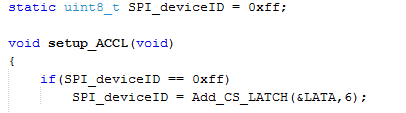 static uint8_t SPI_deviceID = 0xff;
void setup_ACCL(void)
{
if(SPI_deviceID == 0xff)
SPI_deviceID = Add_CS_LATCH(&LATA,6);